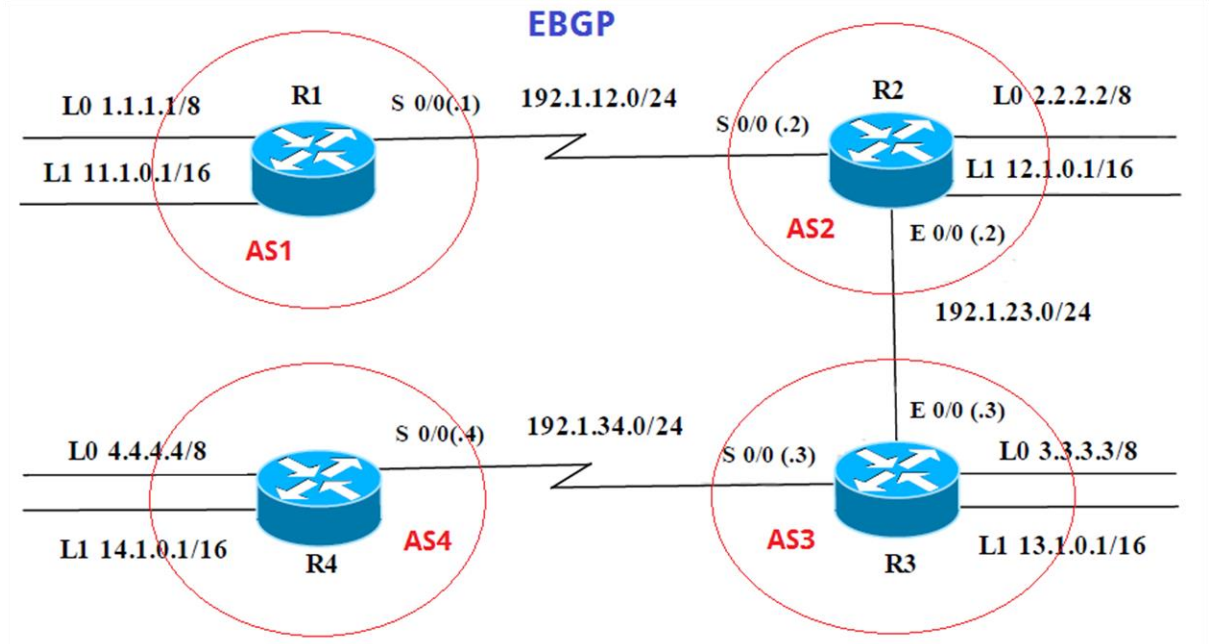 EBGP
R1
L0 1.1.1.1/8
S 0/0(.1)
192.1.12.0/24
L1 11.1.0.1/16
AS1
R2
L0 2.2.2.2/8
S 0/0 (.2)
L1 12.1.0.1/16
AS2
E 0/0 (.2)
192.1.23.0/24
L0 4.4.4.4/8
S 0/0(.4)
192.1.34.0/24
L1 14.1.0.1/16
AS4
R4
E 0/0 (.3)
S 0/0 (.3)
L0 3.3.3.3/8
AS3
L1 13.1.0.1/16
R3